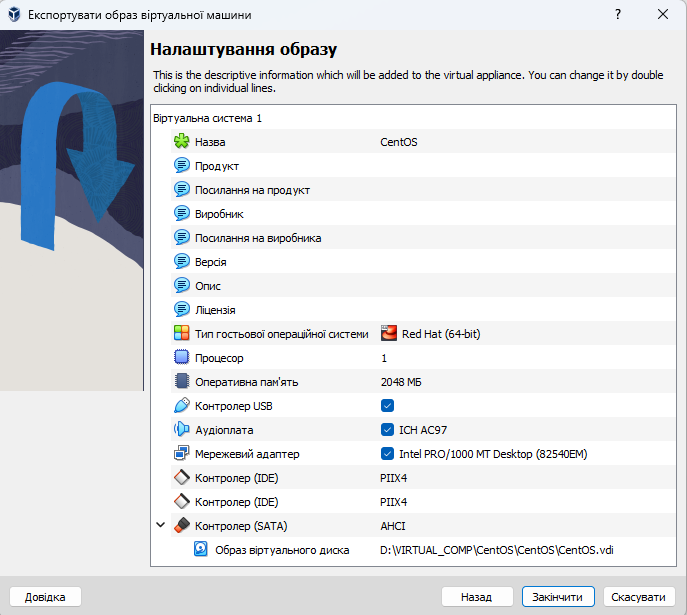 Експортувати образ віртуальної машини
?
Налаштування образу
This is the descriptive information which will be added to the virtual appliance. You can change it by double
clicking on individual lines.
Віртуальна система 1
Назва CentOS
Продукт
Посилання на продукт
Виробник
Посилання на виробника
Версія
Опис
Ліцензія
Тип гостьової операційної системи Red Hat (64-bit)
Процесор 1
Оперативна пам'ять 2048 МБ
Контролер USB
Аудіоплата ICH AC97
Мережевий адаптер Intel PRO/1000 MT Desktop (82540EM)
Контролер (IDE) PIIX4
Контролер (IDE) PIIX4
Контролер (SATA) AHCI
Образ віртуального диска D:\VIRTUAL_COMP\CentOS\CentOS\CentOS.vdi
Довідка Назад Закінчити Скасувати